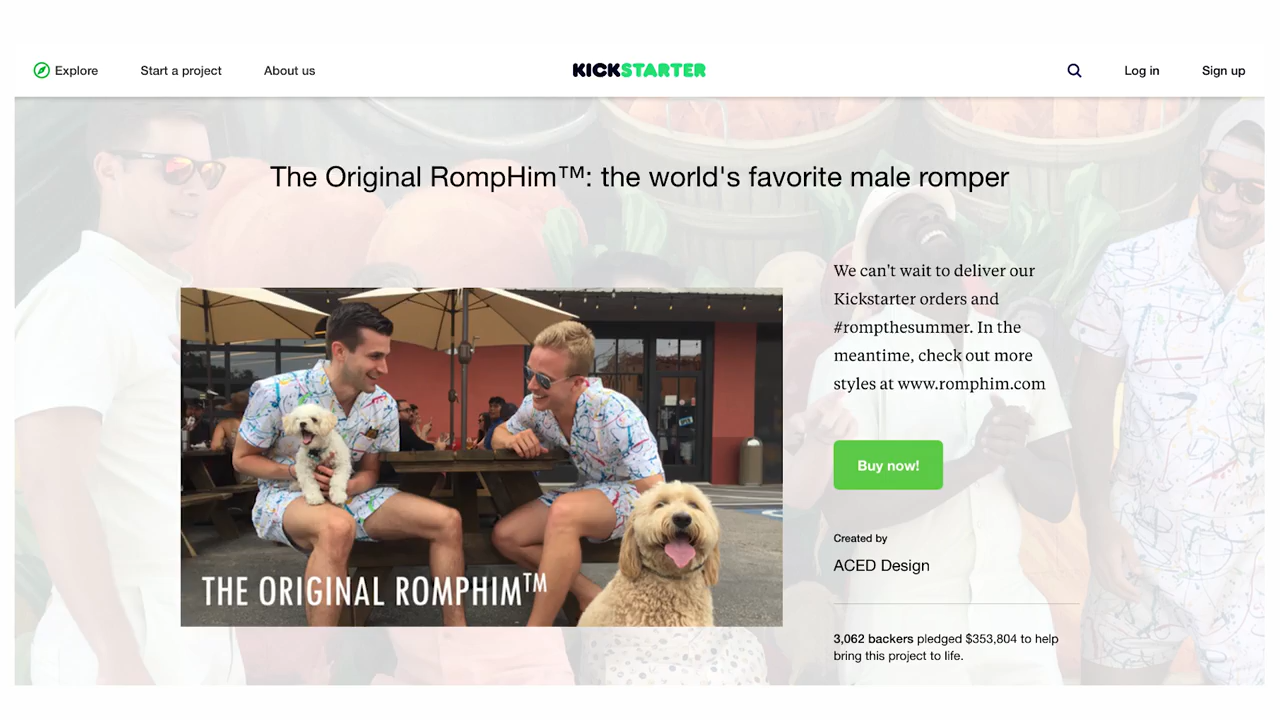 Explore
Start a project
About us
KICKSTARTER
Log in
Sign up
The Original RompHim™: the world's favorite male romper
We can't wait to deliver our
Kickstarter orders and
#rompthesummer. In the
meantime, check out more
styles at www.romphim.com
Buy now!
Created by
ACED Design
3,062 backers pledged $353,804 to help
bring this project to life.
THE ORIGINAL ROMPHIM™